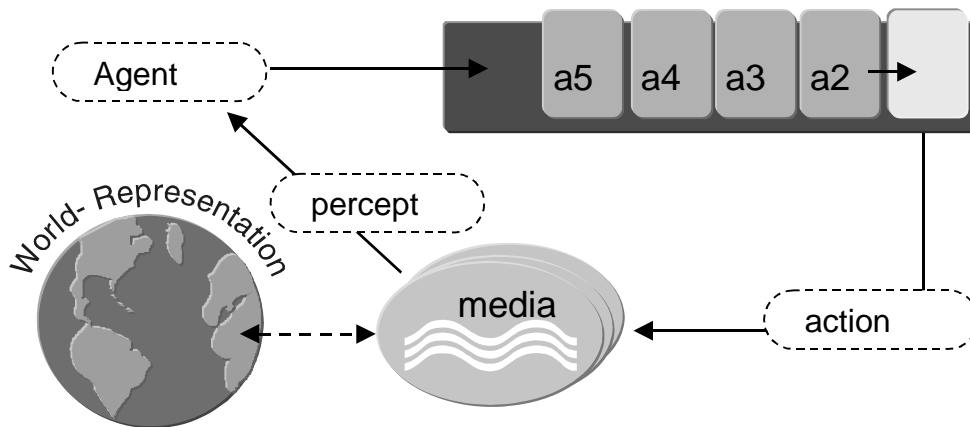 Agent
a5 a4 a3 a2
percept
World- Representation
media
action